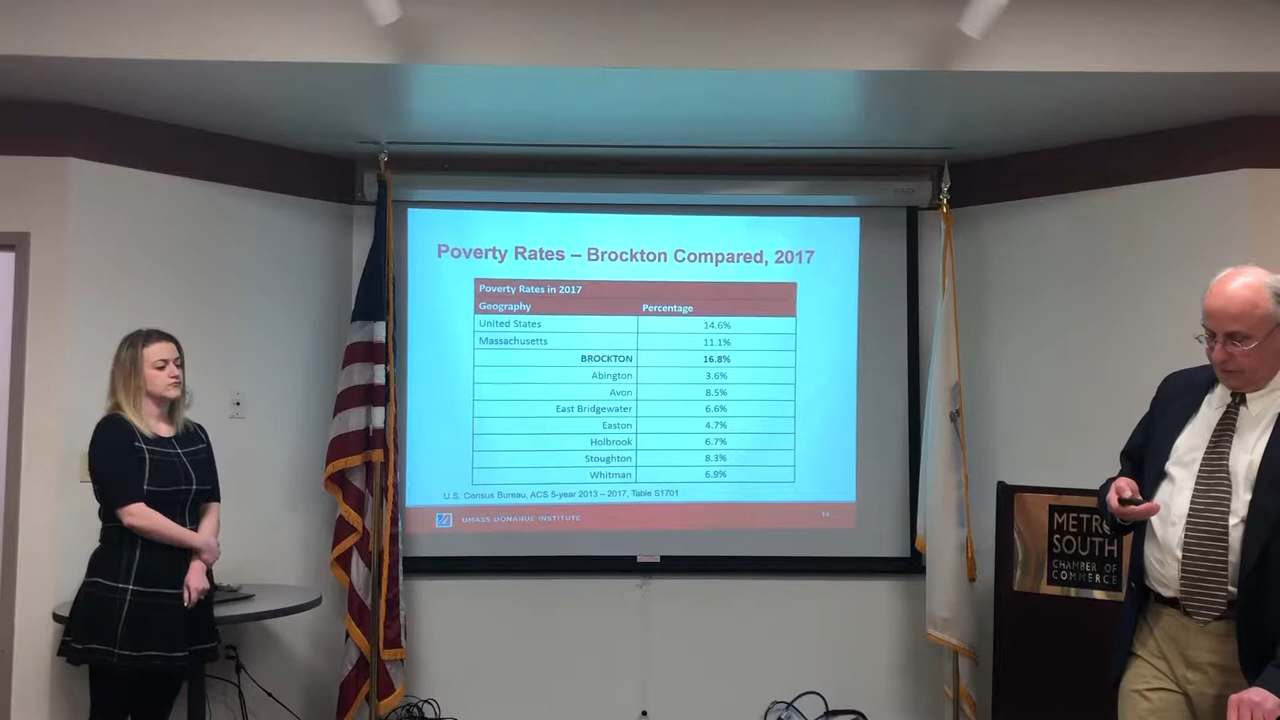 Poverty Rates – Brockton Compared, 2017
Poverty Rates in 2017
Geography Percentage
United States 14.6%
Massachusetts 11.1%
BROCKTON 16.8%
Abington 3.6%
Avon 8.5%
East Bridgewater 6.6%
Easton 4.7%
Holbrook 6.7%
Stoughton 8.3%
Whitman 6.9%
U.S. Census Bureau, ACS 5-year 2013 – 2017, Table S1701
UMASS DONAHUE INSTITUTE
METRO
SOUTH
CHAMBER OF
COMMERCE